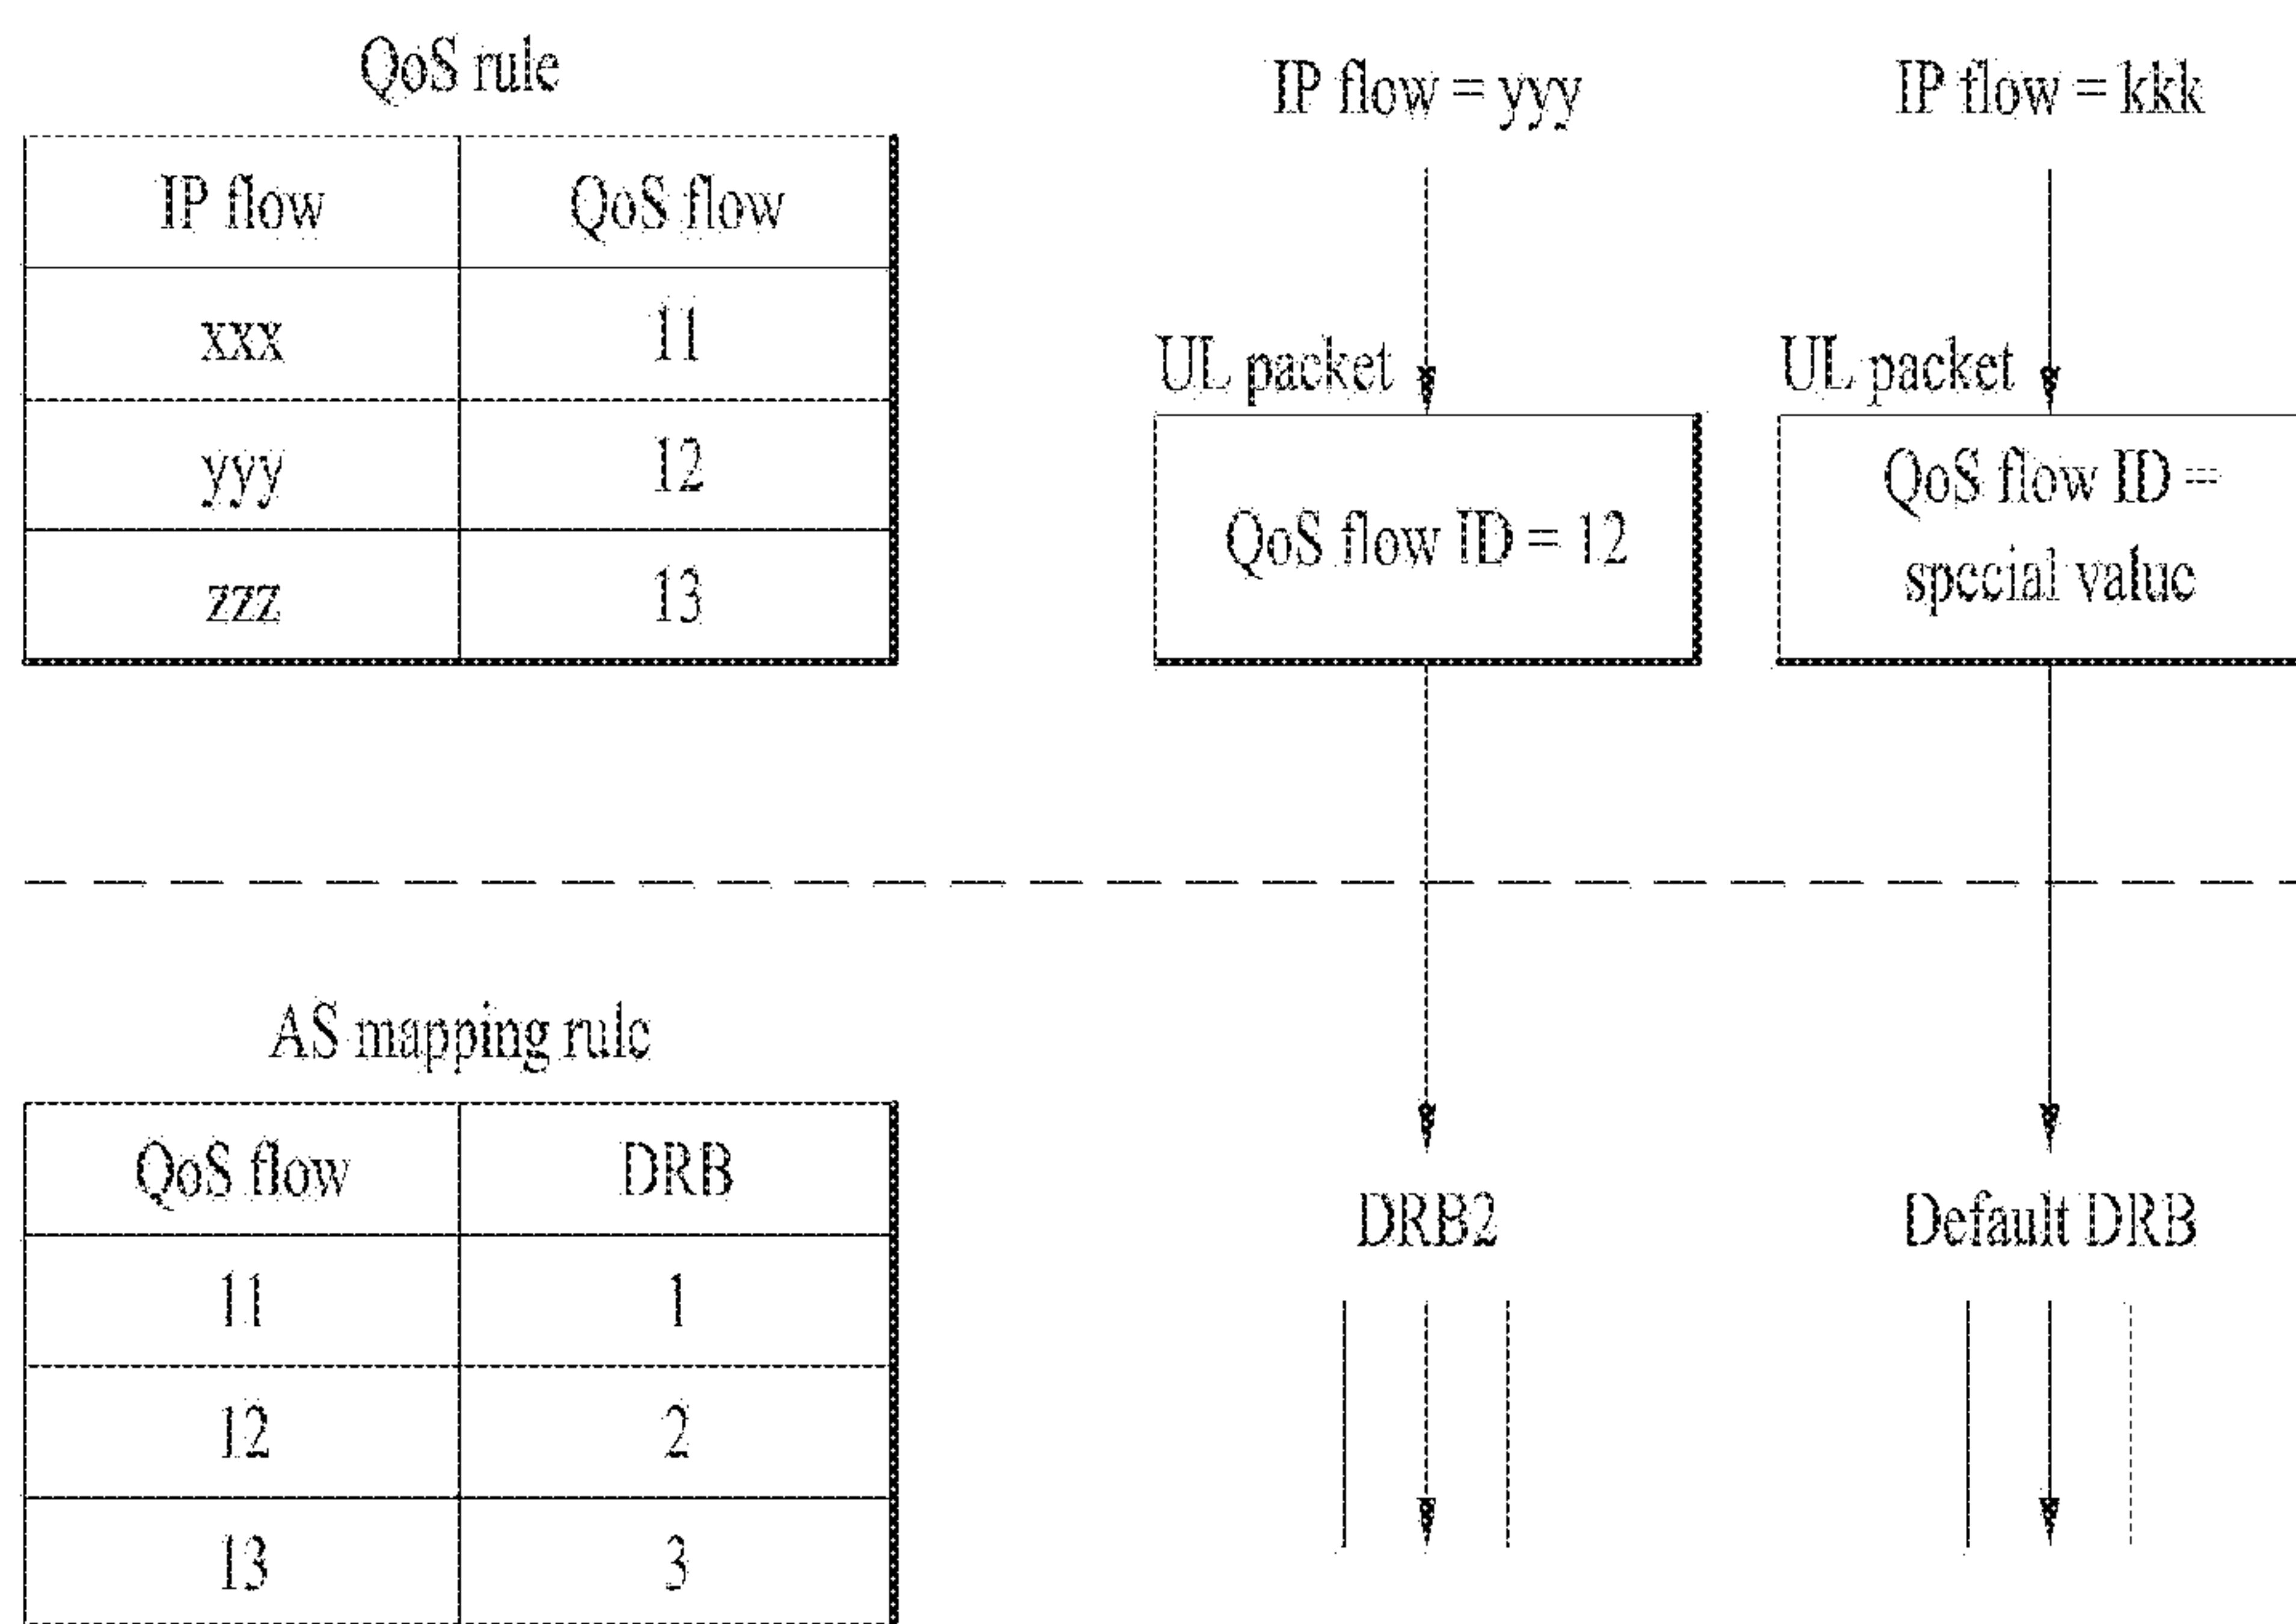 QoS rule
IP flow QoS flow
xxx 11
yyy 12
zzz 13
IP flow = yyy
UL packet
QoS flow ID = 12
DRB2
IP flow = kkk
UL packet
QoS flow ID =
special value
Default DRB
AS mapping rule
QoS flow DRB
11 1
12 2
13 3